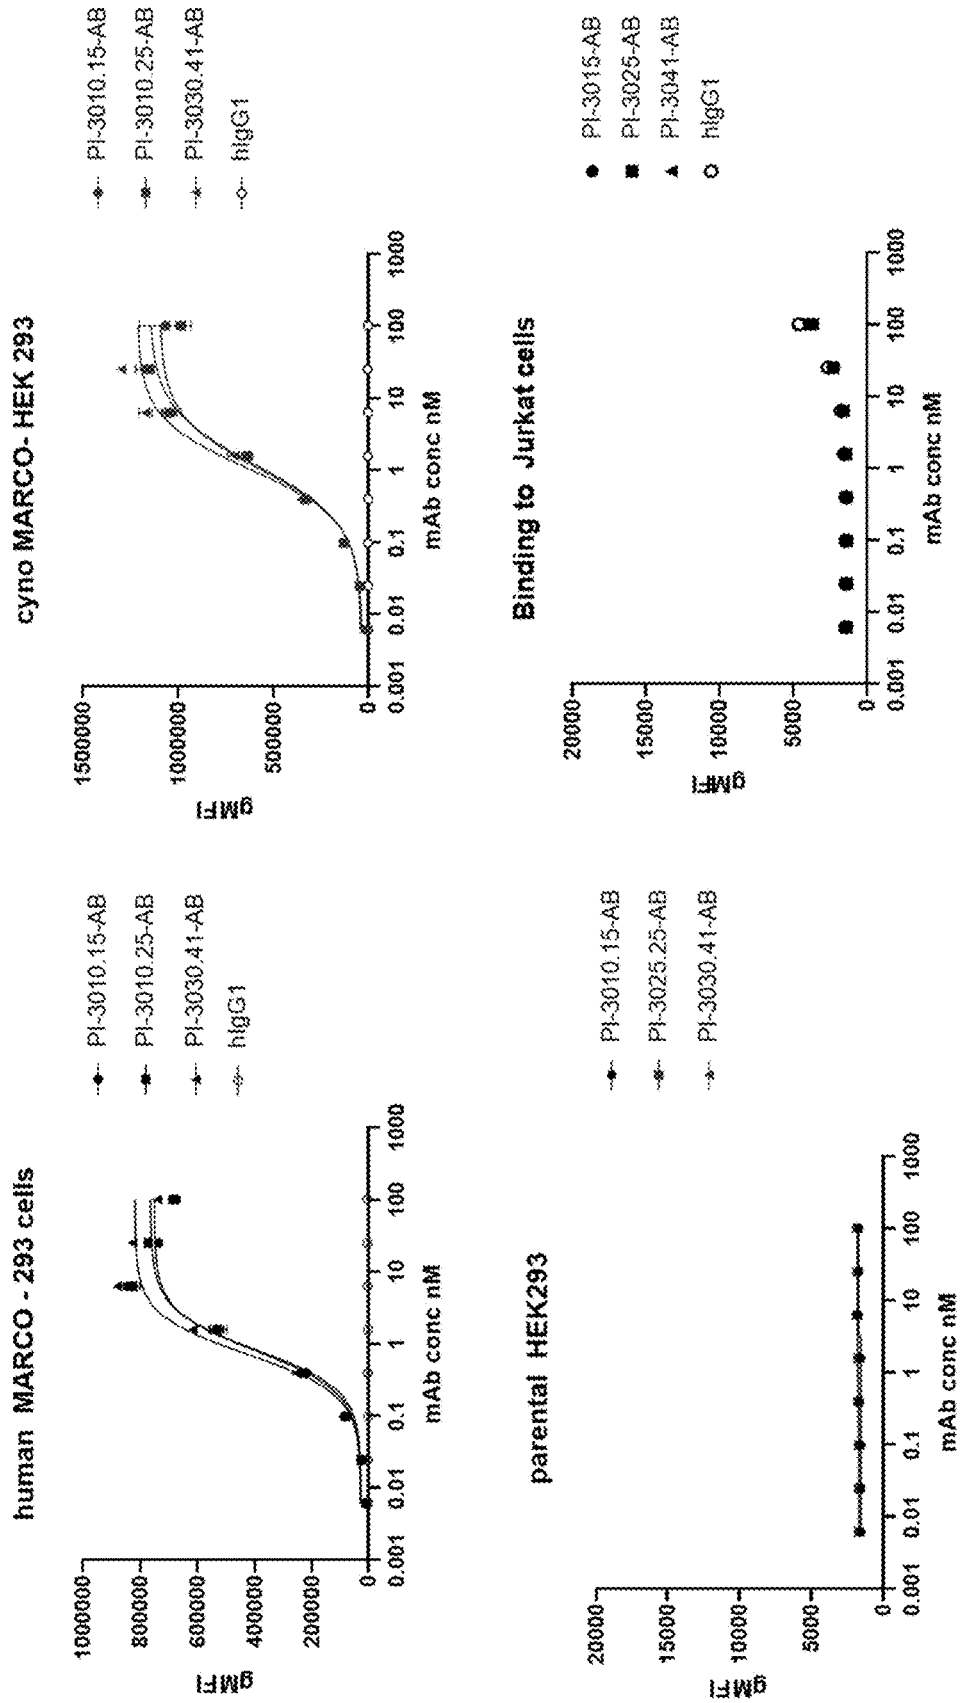 human MARCO - 293 cells
gMFI
1000000
800000
600000
400000
200000
0
0.001
0.01
0.1
1
10
100
1000
mAb conc nM
PI-3010.15-AB
PI-3010.25-AB
PI-3030.41-AB
hIgG1
cyno MARCO- HEK 293
gMFI
1500000
1000000
500000
0
0.001
0.01
0.1
1
10
100
1000
mAb conc nM
PI-3010.15-AB
PI-3010.25-AB
PI-3030.41-AB
hIgG1
parental HEK293
gMFI
20000
15000
10000
5000
0
0.001
0.01
0.1
1
10
100
1000
mAb conc nM
PI-3010.15-AB
PI-3025.25-AB
PI-3030.41-AB
Binding to Jurkat cells
gMFI
20000
15000
10000
5000
0
0.001
0.01
0.1
1
10
100
1000
mAb conc nM
PI-3015-AB
PI-3025-AB
PI-3041-AB
hIgG1